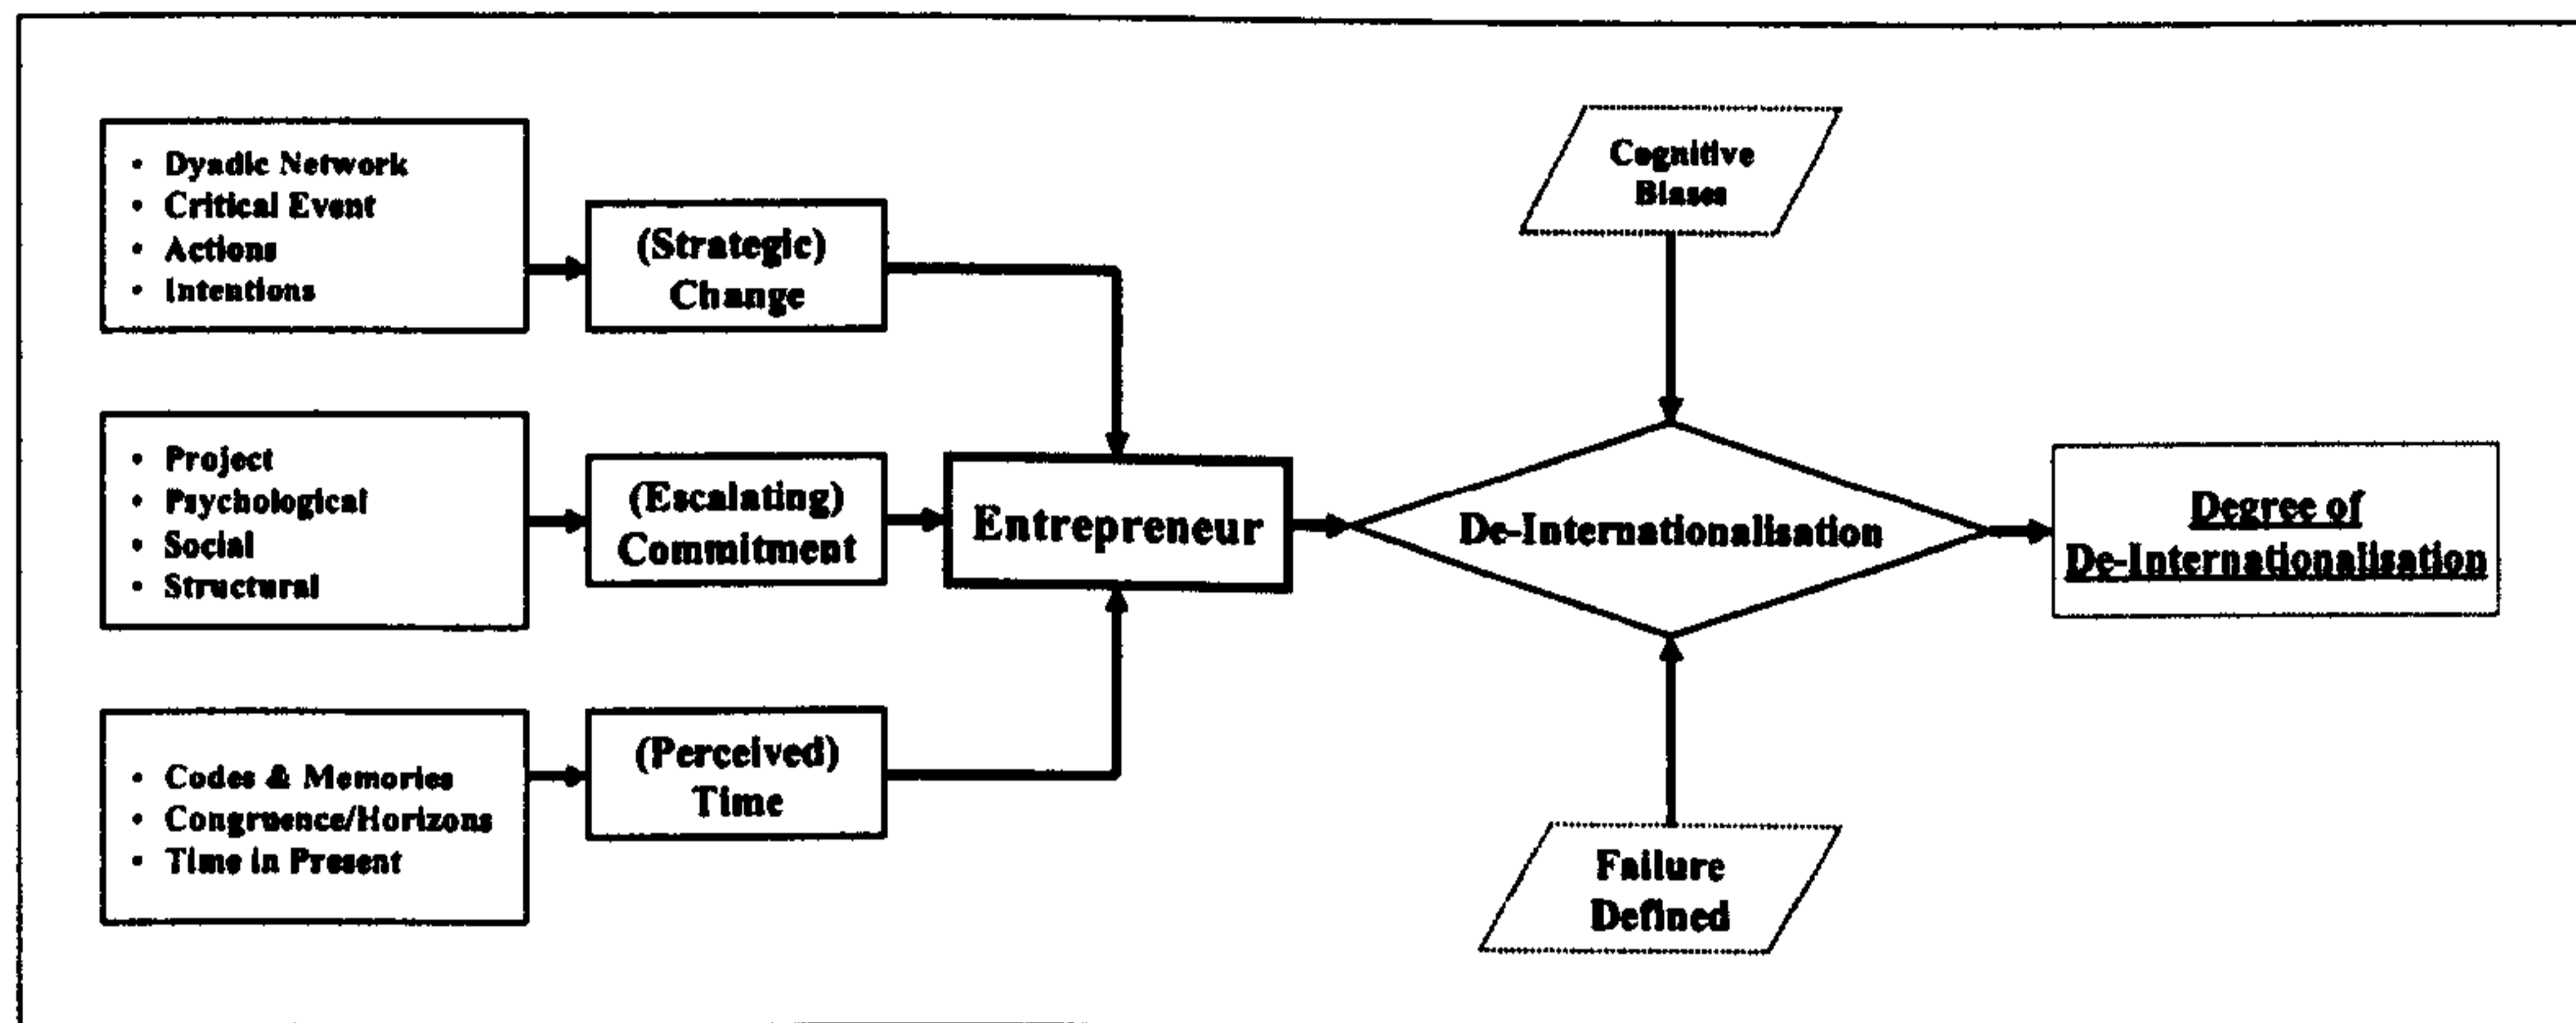 • Dyadic Network
• Critical Event
• Actions
• Intentions
(Strategic)
Change
• Project
• Psychological
• Social
• Structural
(Escalating)
Commitment
• Codes & Memories
• Congruence/Horizons
• Time in Present
(Perceived)
Time
Entrepreneur
Cognitive
Biases
De-Internationalisation
Failure
Defined
Degree of
De-Internationalisation